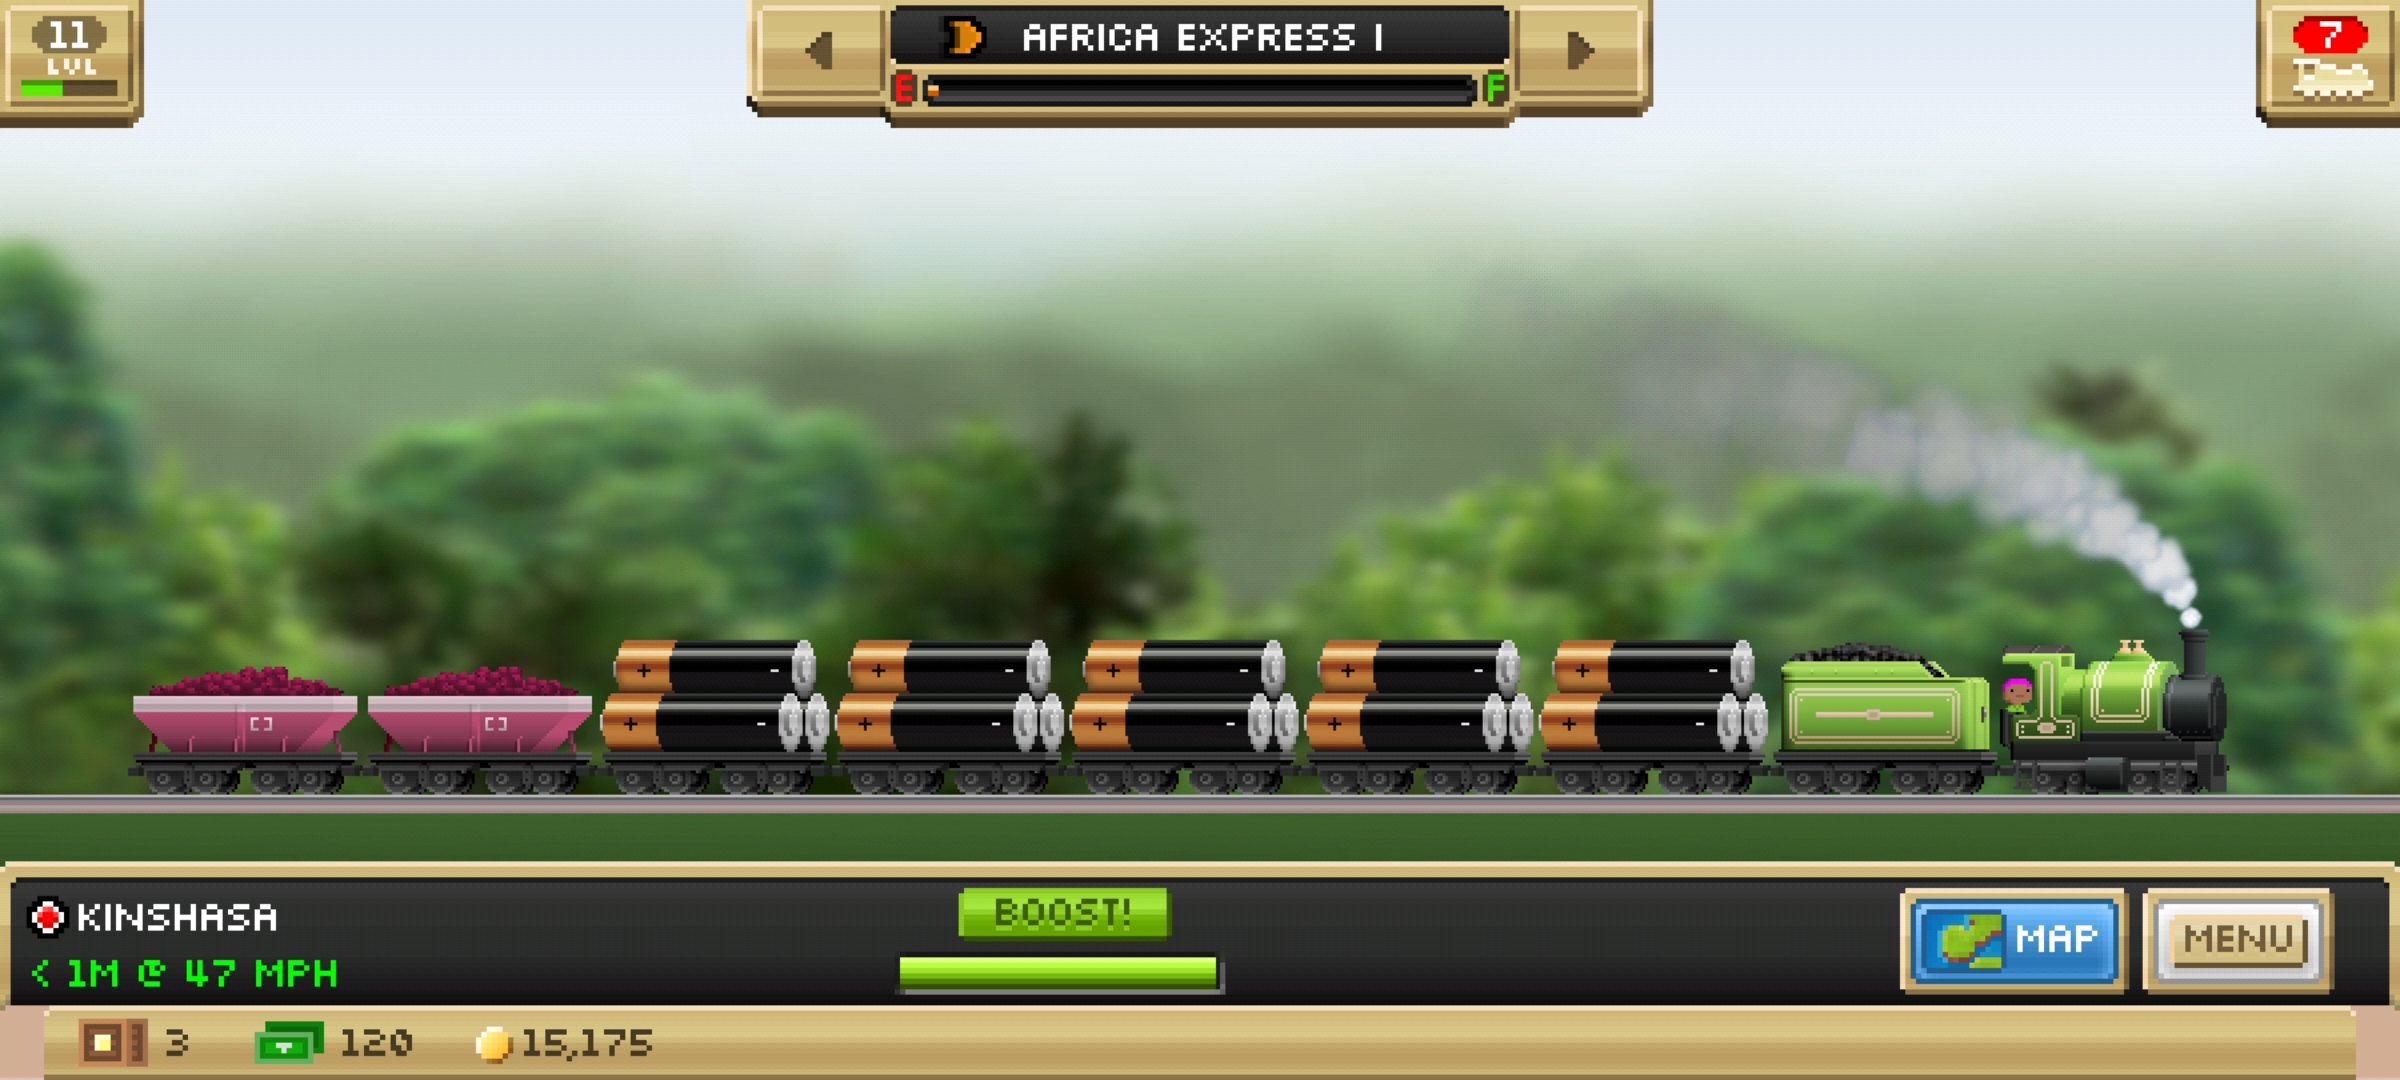 11
LVL
AFRICA EXPRESS I
E F
7
+ - + - + - + - + -
+ - + - + - + - + -
KINSHASA
< 1M @ 47 MPH
BOOST!
MAP
MENU
3
120
15,175